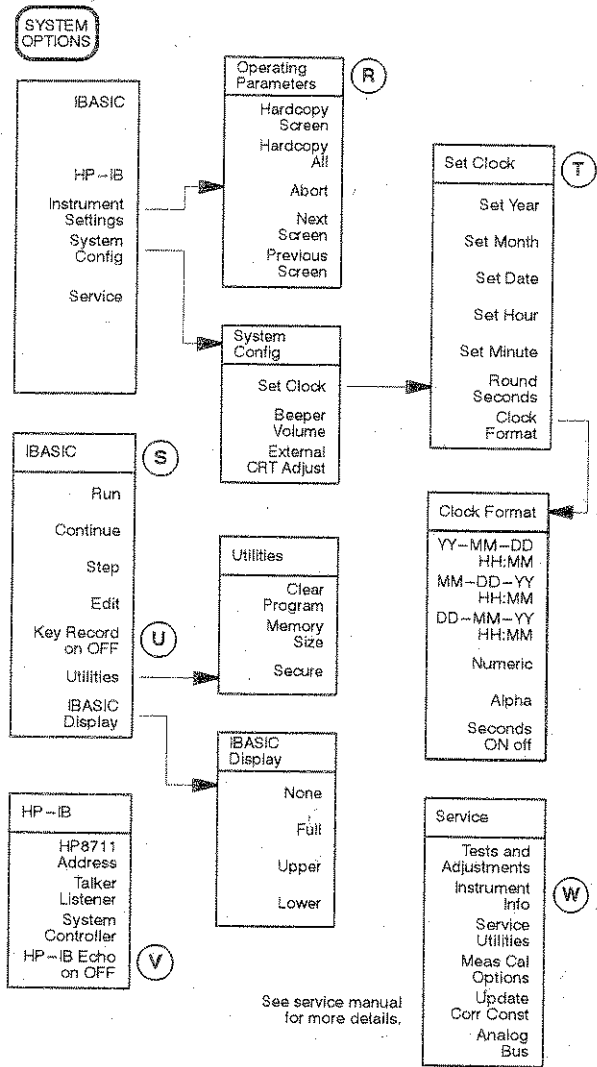 SYSTEM
OPTIONS
IBASIC
HP-IB
Instrument
Settings
System
Config
Service
Operating
Parameters
R
Hardcopy
Screen
Hardcopy
All
Abort
Next
Screen
Previous
Screen
System
Config
Set Clock
Beeper
Volume
External
CRT Adjust
Set Clock
T
Set Year
Set Month
Set Date
Set Hour
Set Minute
Round
Seconds
Clock
Format
Clock Format
YY-MM-DD
HH:MM
MM-DD-YY
HH:MM
DD-MM-YY
HH:MM
Numeric
Alpha
Seconds
ON off
IBASIC
S
Run
Continue
Step
Edit
Key Record
on OFF
U
Utilities
IBASIC
Display
Utilities
Clear
Program
Memory
Size
Secure
IBASIC
Display
None
Full
Upper
Lower
HP-IB
HP8711
Address
Talker
Listener
System
Controller
HP-IB Echo
on OFF
V
Service
Tests and
Adjustments
Instrument
Info
W
Service
Utilities
Meas Cal
Options
Update
Corr Const
Analog
Bus
See service manual
for more details.